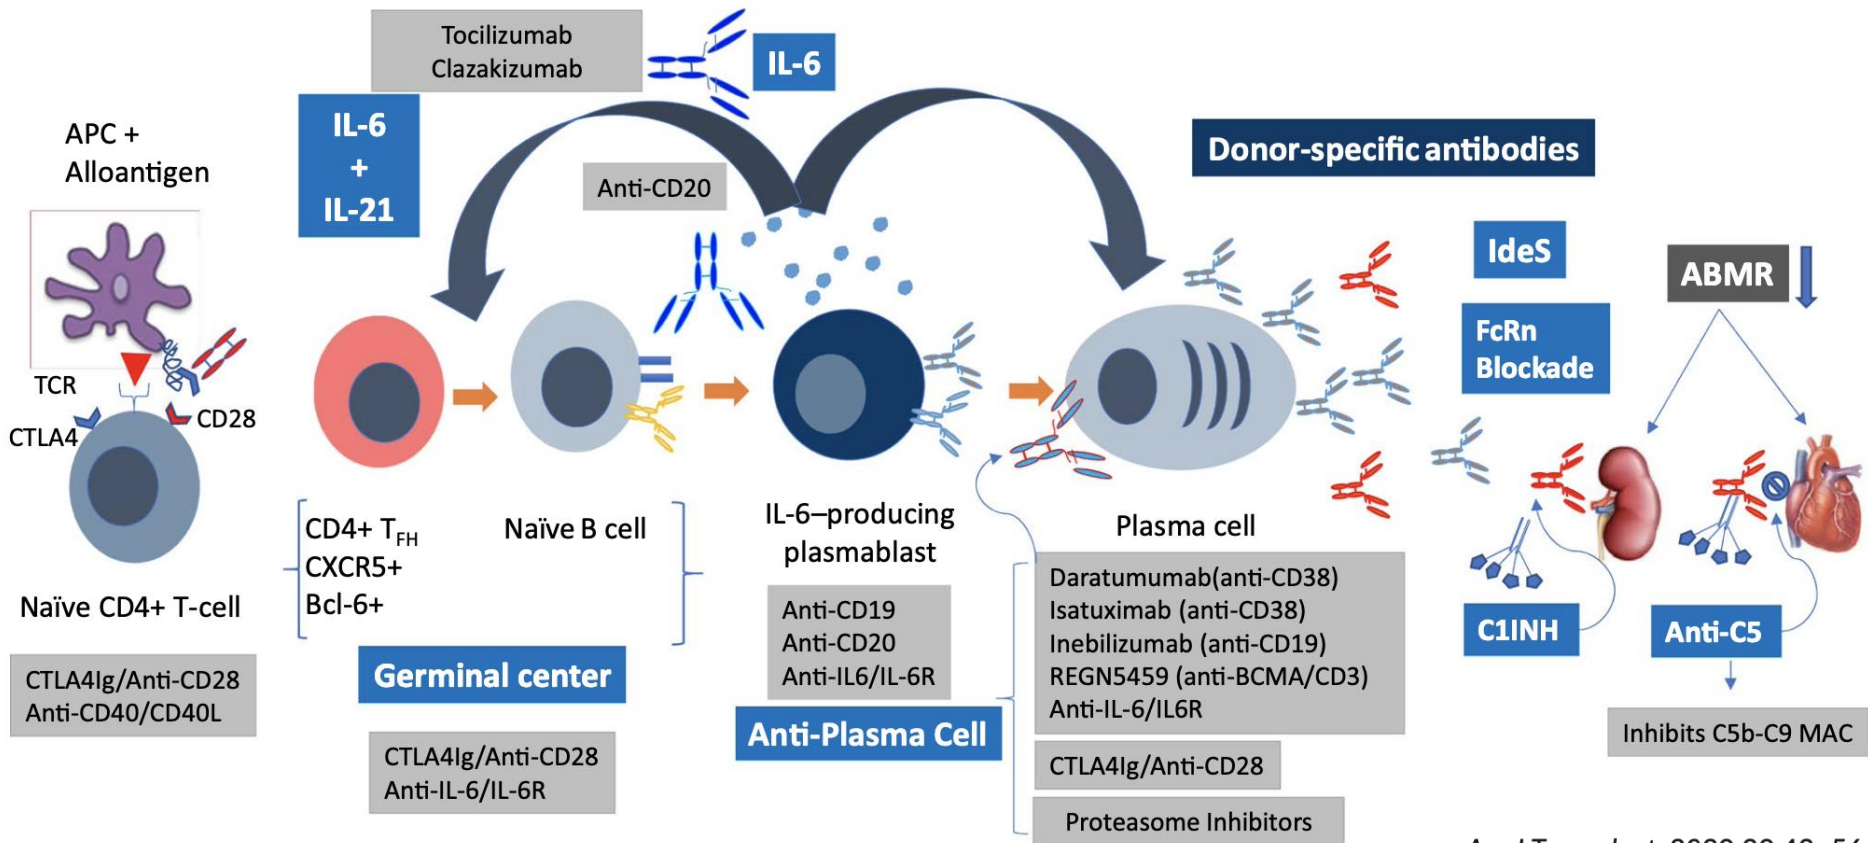 Tocilizumab
Clazakizumab
IL-6
IL-6
+
IL-21
APC +
Alloantigen
Anti-CD20
Donor-specific antibodies
IdeS
ABMR
FcRn
Blockade
TCR
CTLA4
CD28
Naïve CD4+ T-cell
CTLA4Ig/Anti-CD28
Anti-CD40/CD40L
CD4+ TFH
CXCR5+
Bcl-6+
Naïve B cell
Germinal center
CTLA4Ig/Anti-CD28
Anti-IL-6/IL-6R
IL-6–producing
plasmablast
Anti-CD19
Anti-CD20
Anti-IL6/IL-6R
Anti-Plasma Cell
Plasma cell
Daratumumab(anti-CD38)
Isatuximab (anti-CD38)
Inebilizumab (anti-CD19)
REGN5459 (anti-BCMA/CD3)
Anti-IL-6/IL6R
CTLA4Ig/Anti-CD28
Proteasome Inhibitors
C1INH
Anti-C5
Inhibits C5b-C9 MAC